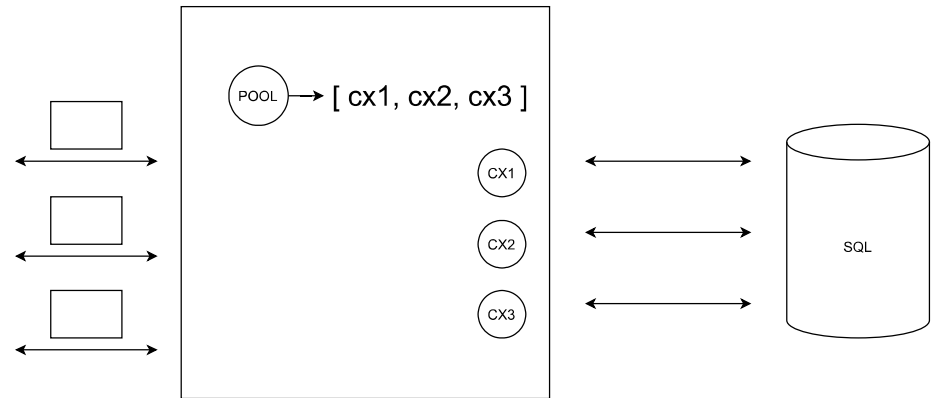 POOL [ cx1, cx2, cx3 ]
CX1
CX2
SQL
CX3